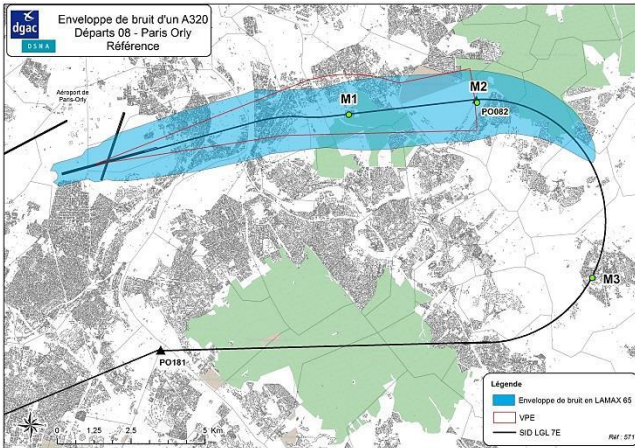 dgac
DSNA
Enveloppe de bruit d'un A320
Départs 08 - Paris Orly
Référence
Aéroport de
Paris-Orly
M1
M2
PO082
M3
PO181
0
1,25
2,5
5 Km
Légende
Enveloppe de bruit en LAMAX 65
VPE
SID LGL 7E
Réf : 571